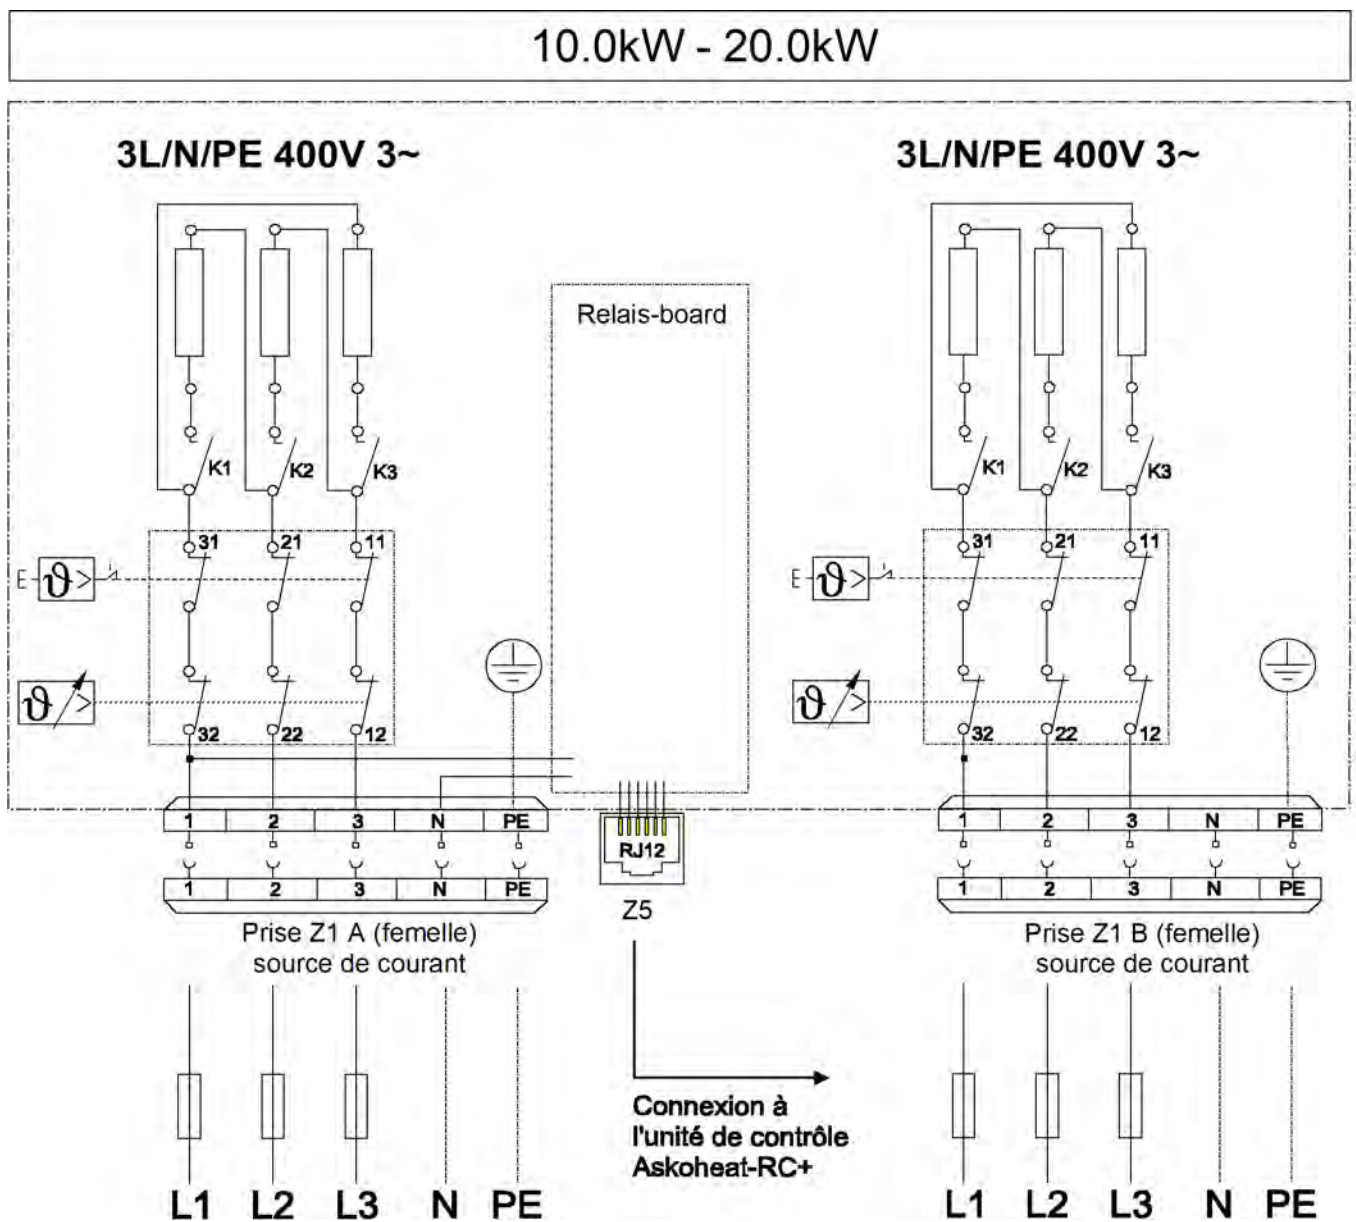 10.0kW - 20.0kW
3L/N/PE 400V 3~ 3L/N/PE 400V 3~
Relais-board
K1 K2 K3 K1 K2 K3
31 21 11 31 21 11
E ϑ > E ϑ >
ϑ > ϑ >
32 22 12 32 22 12
1 2 3 N PE 1 2 3 N PE
RJ12
1 2 3 N PE 1 2 3 N PE
Z5
Prise Z1 A (femelle) Prise Z1 B (femelle)
source de courant source de courant
Connexion à
l'unité de contrôle
Askoheat-RC+
L1 L2 L3 N PE L1 L2 L3 N PE